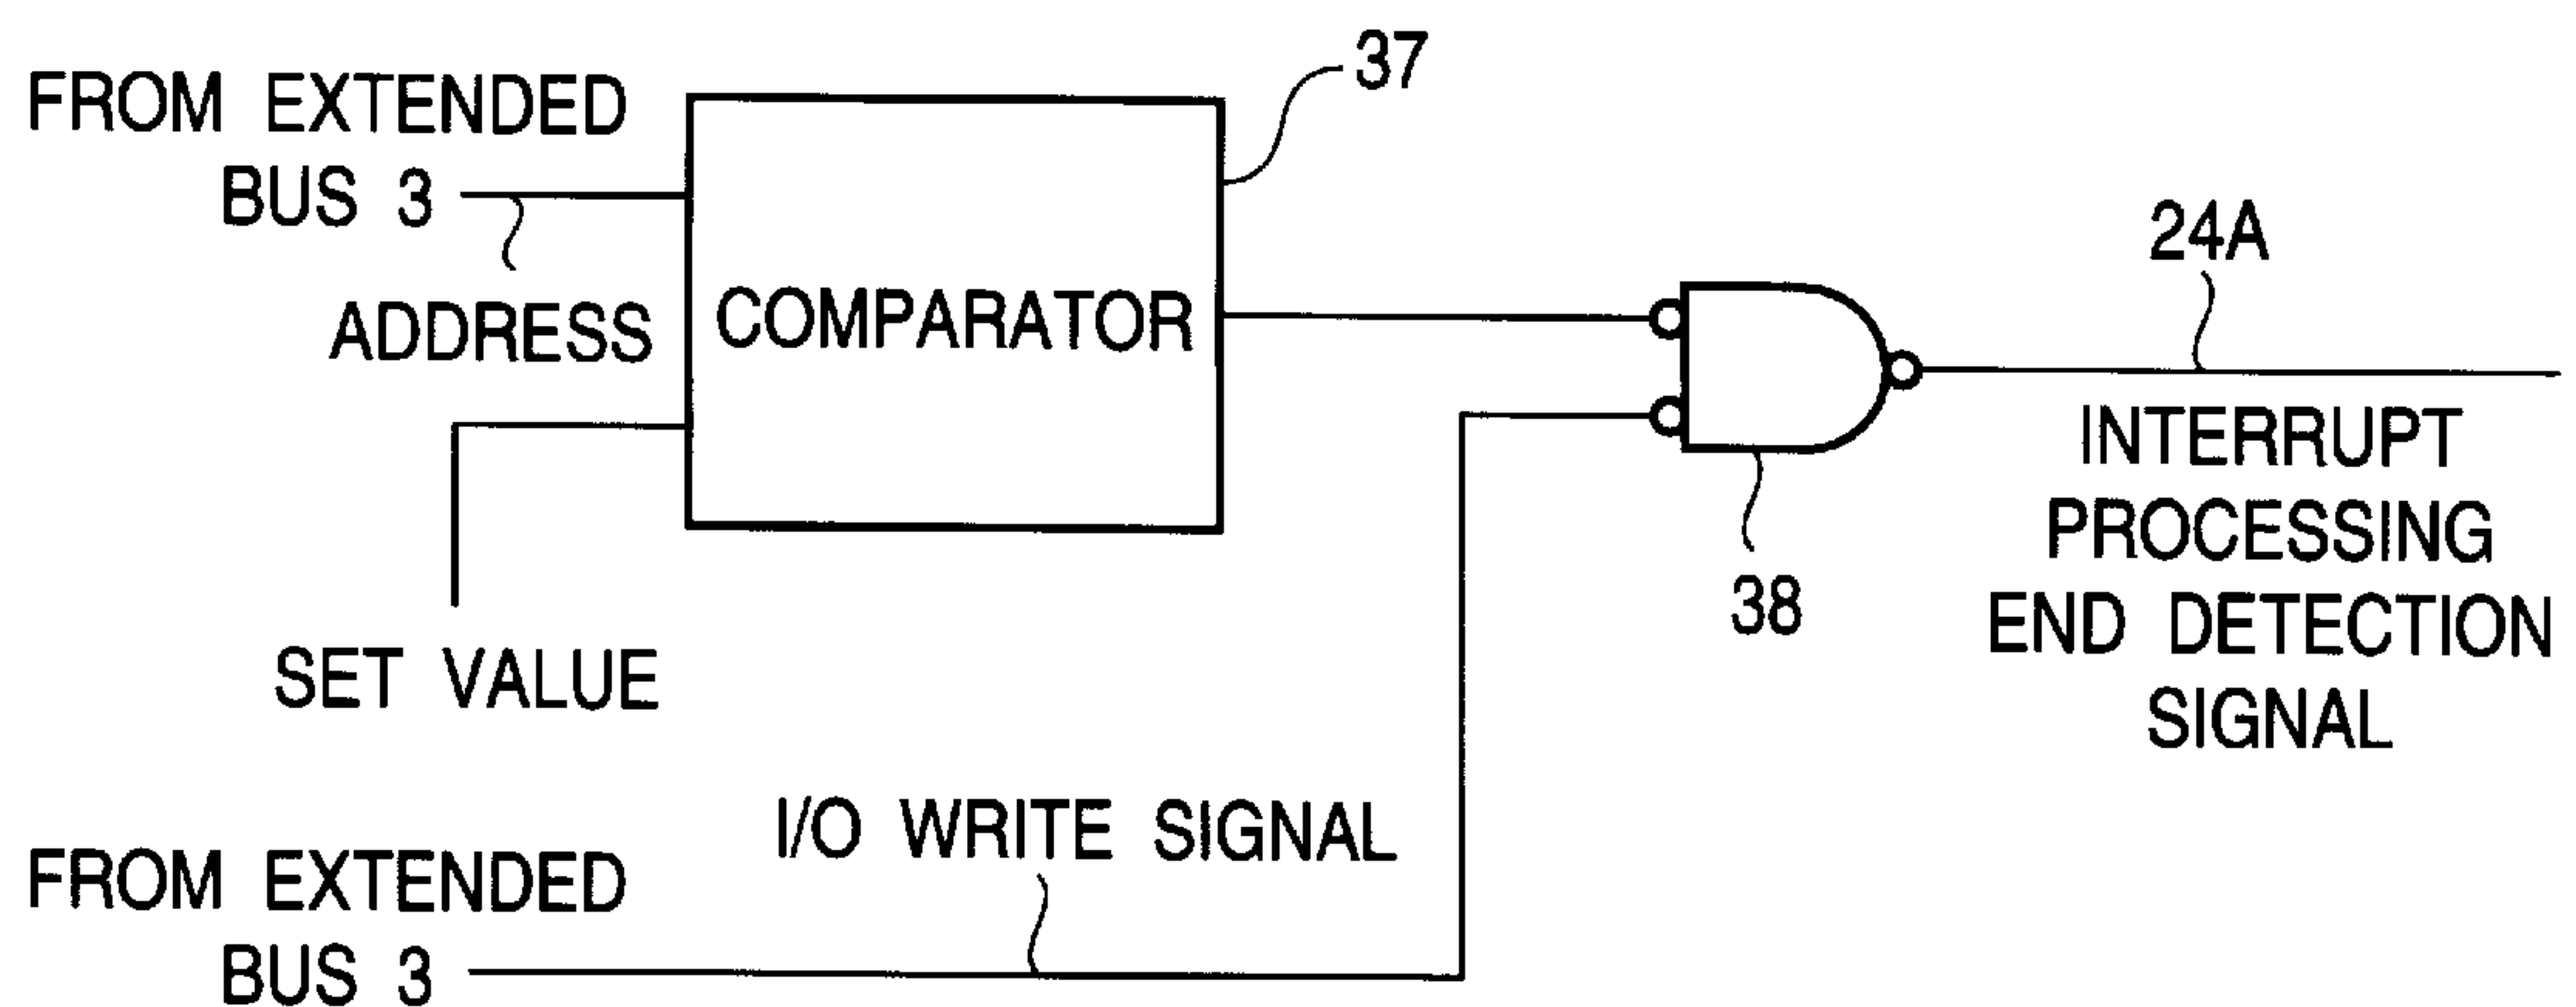 FROM EXTENDED
BUS 3
ADDRESS
SET VALUE
COMPARATOR
37
FROM EXTENDED
BUS 3
I/O WRITE SIGNAL
38
24A
INTERRUPT
PROCESSING
END DETECTION
SIGNAL